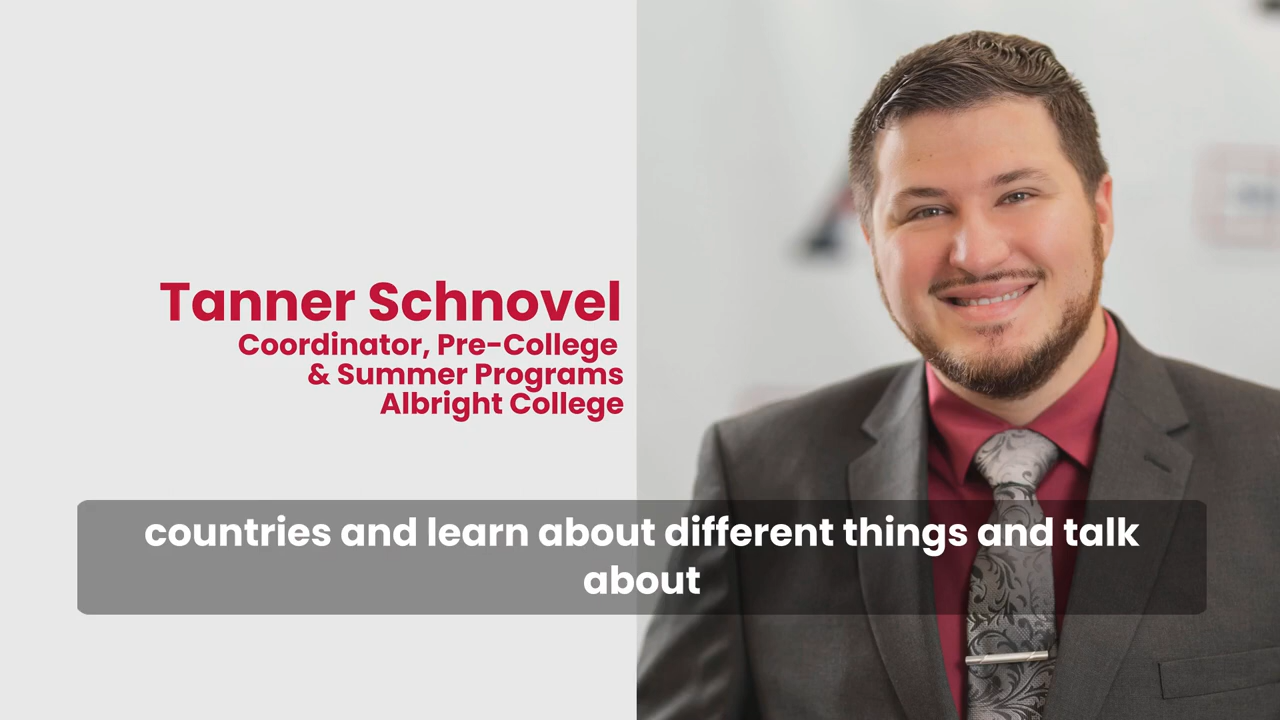 Tanner Schnovel
Coordinator, Pre-College
& Summer Programs
Albright College
countries and learn about different things and talk
about